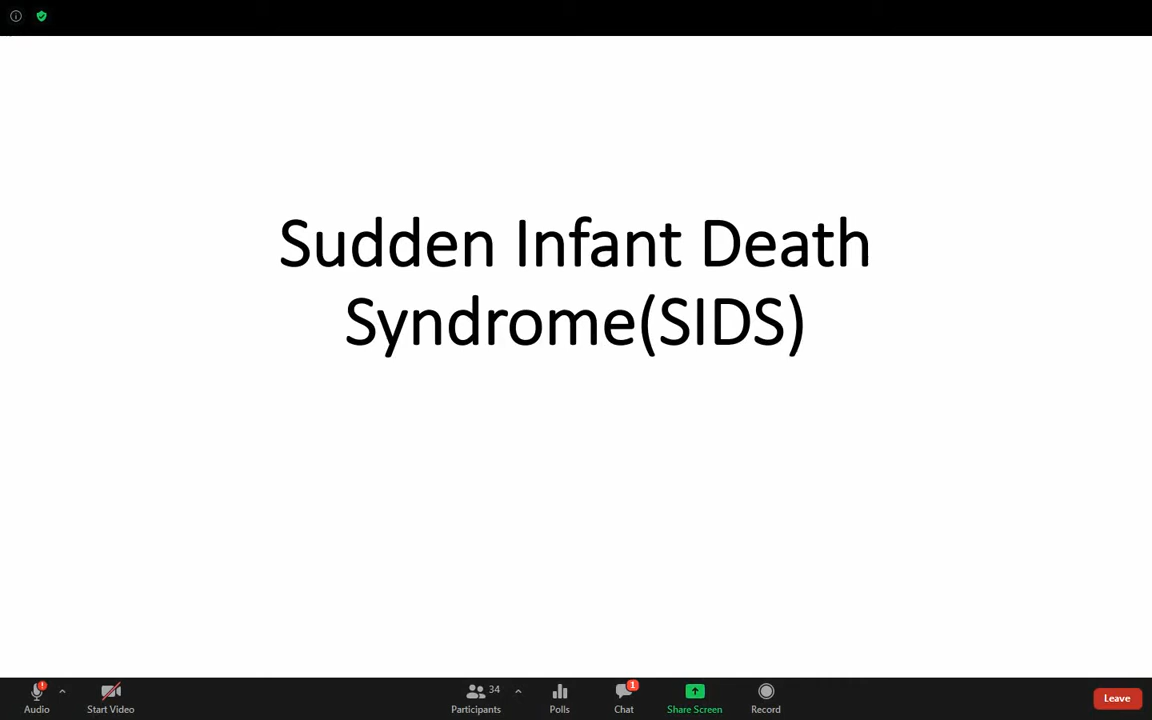 Sudden Infant Death
Syndrome(SIDS)
Audio
Start Video
34
Participants
Polls
1
Chat
Share Screen
Record
Leave